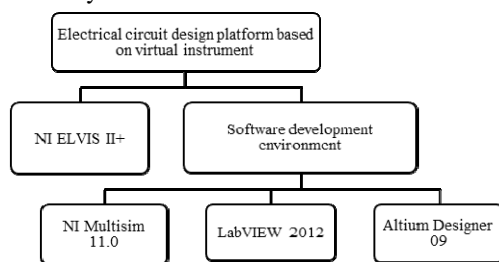 Electrical circuit design platform based
on virtual instrument
NI ELVIS II+
Software development
environment
NI Multisim
11.0
LabVIEW 2012
Altium Designer
09